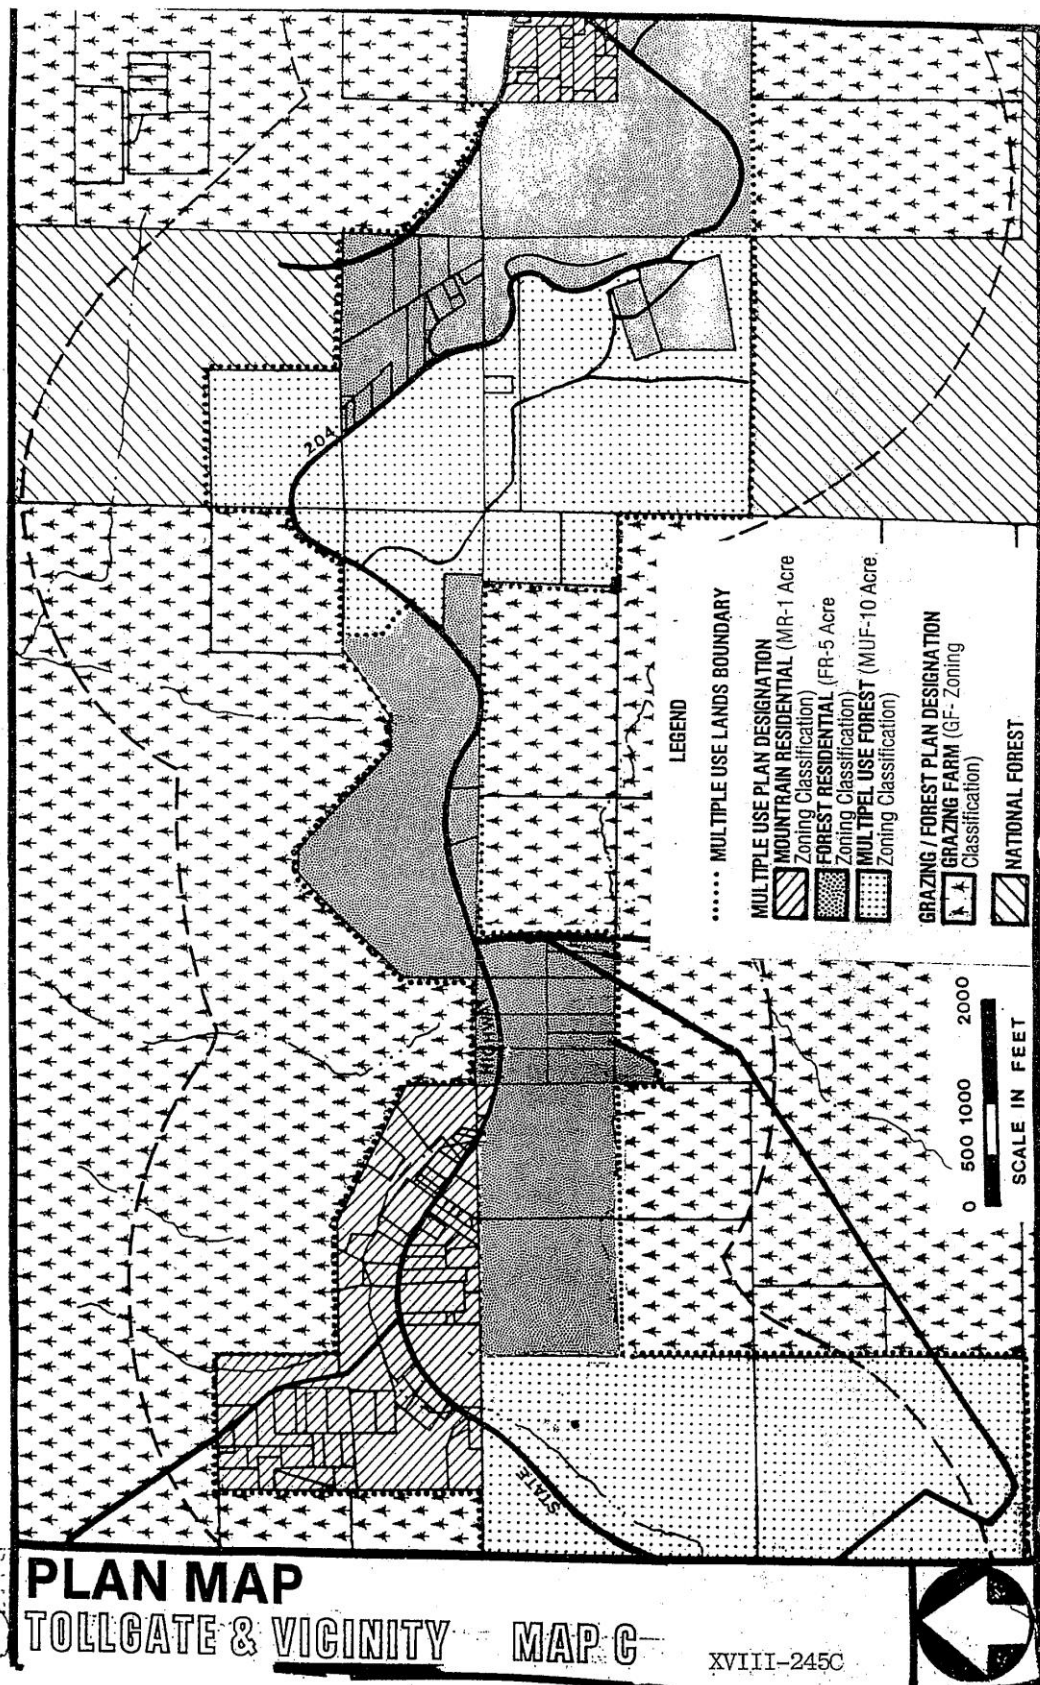 204
HIGHWAY
STATE
LEGEND
MULTIPLE USE LANDS BOUNDARY
MULTIPLE USE PLAN DESIGNATION
MOUNTRAIN RESIDENTIAL (MR-1 Acre
Zoning Classification)
FOREST RESIDENTIAL (FR-5 Acre
Zoning Classification)
MULTIPEL USE FOREST (MUF-10 Acre
Zoning Classification)
GRAZING / FOREST PLAN DESIGNATION
GRAZING FARM (GF- Zoning
Classification)
NATIONAL FOREST
0 500 1000 2000
SCALE IN FEET
PLAN MAP
TOLLGATE & VICINITY MAP C
XVIII-245C